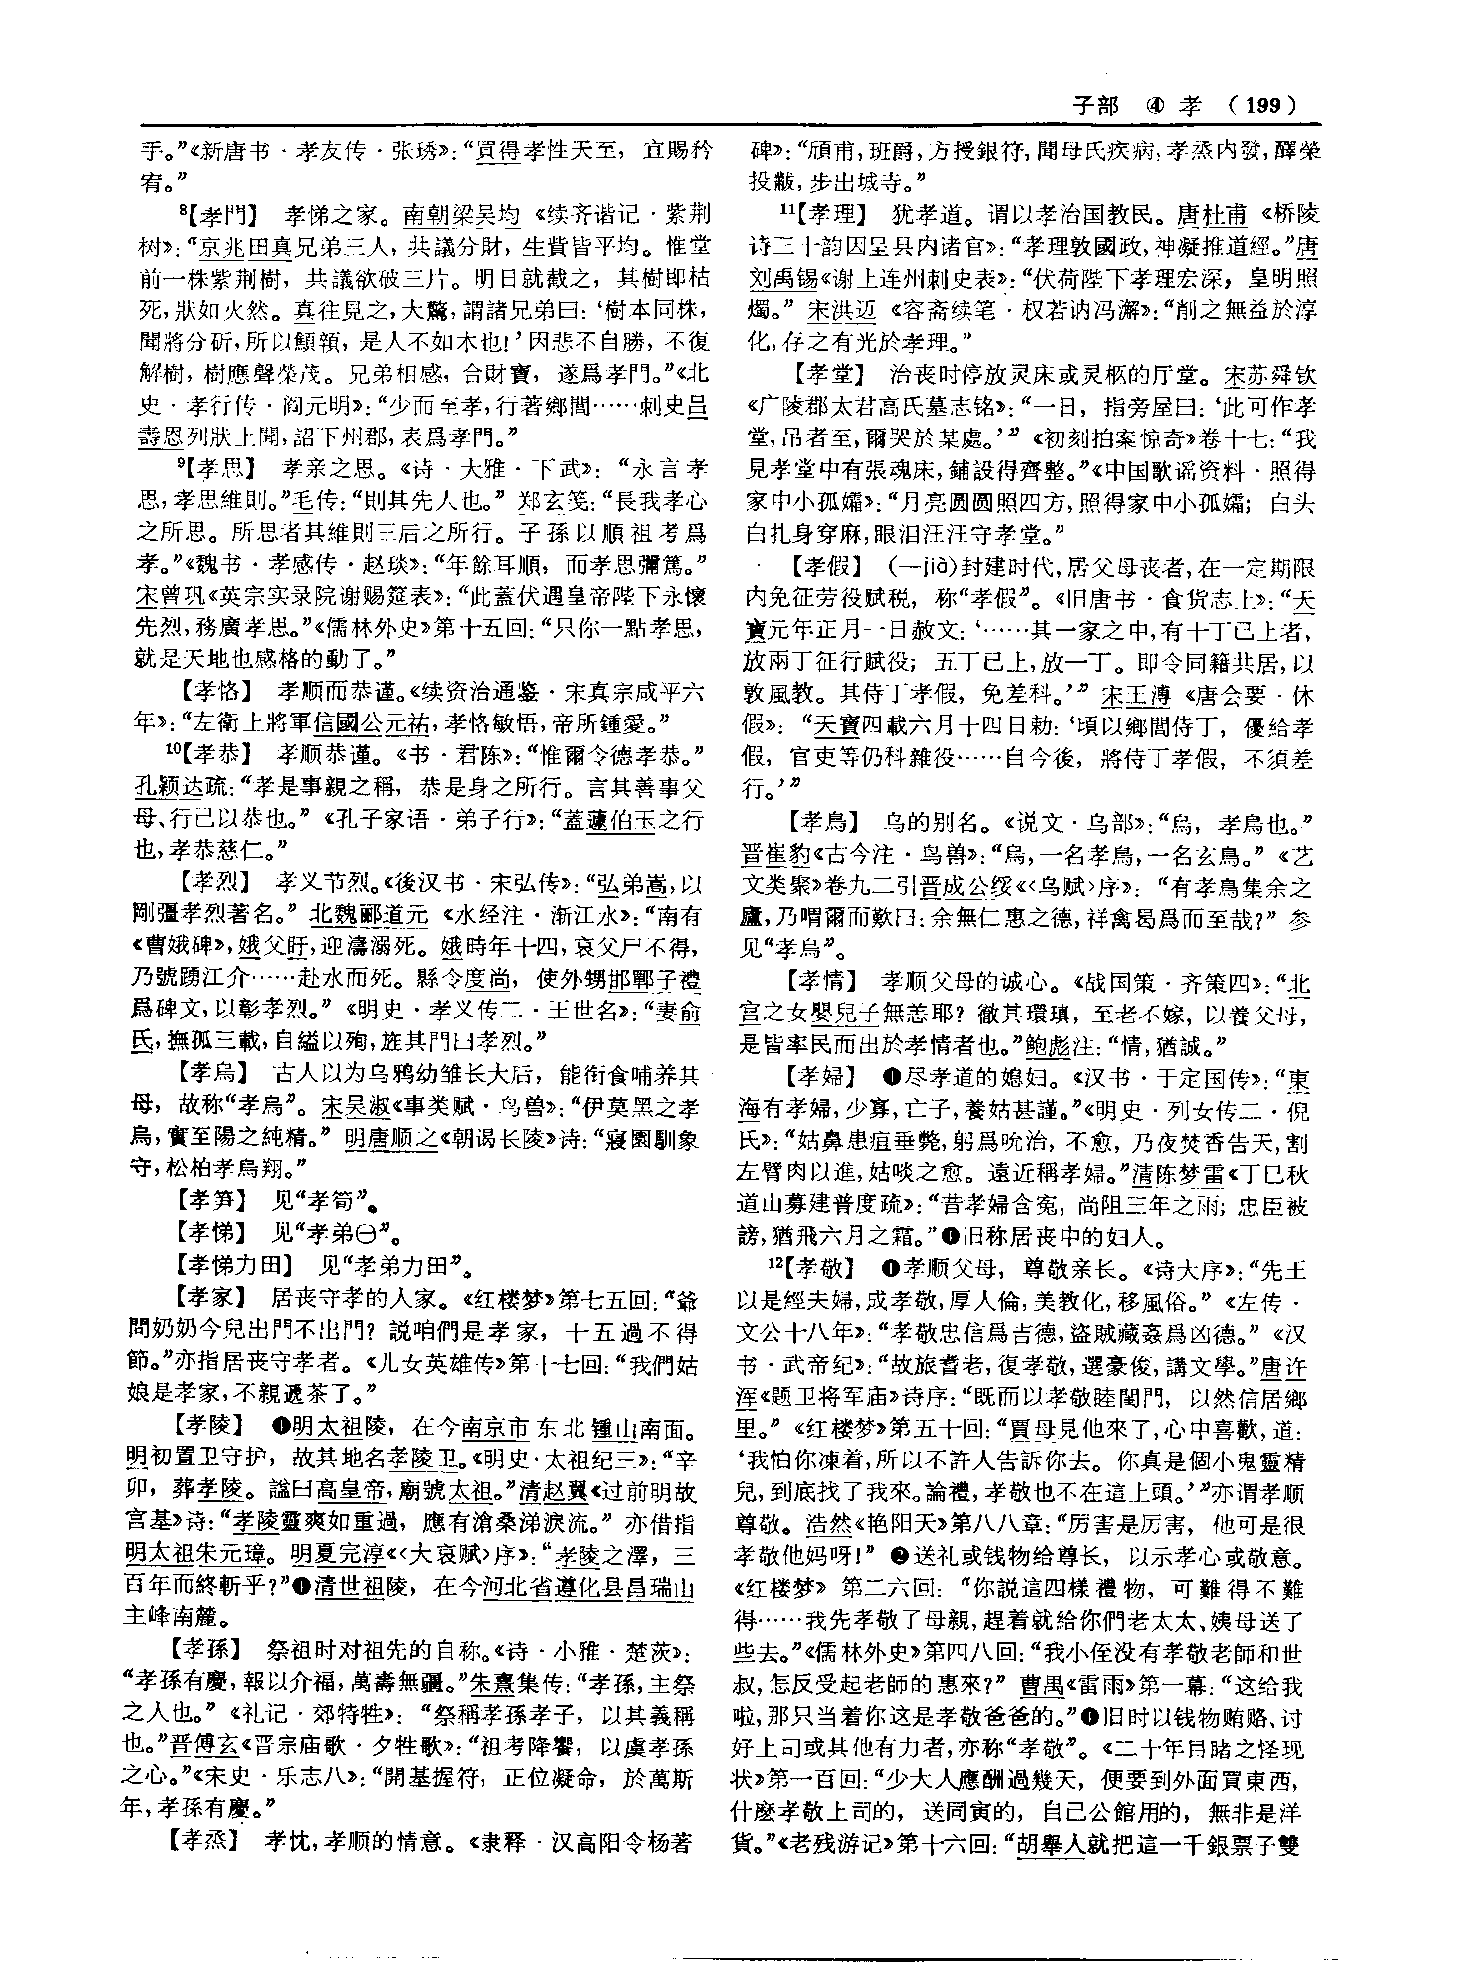 子部 ④ 孝 （199）
手。”《新唐书·孝友传·张琇》：“買得孝性天至，宜賜矜
宥。”
⁸【孝門】 孝悌之家。南朝梁吴均《续齐谐记·紫荆
树》：“京兆田真兄弟三人，共議分財，生貲皆平均。惟堂
前一株紫荆樹，共議欲破三片。明日就截之，其樹即枯
死，狀如火然。真往見之，大驚，謂諸兄弟曰：‘樹本同株，
聞將分斫，所以顦顇，是人不如木也！’因悲不自勝，不復
解樹，樹應聲榮茂。兄弟相感，合財寶，遂爲孝門。”《北
史·孝行传·阎元明》：“少而至孝，行著鄉閭……刺史吕
壽恩列狀上聞，詔下州郡，表爲孝門。”
⁹【孝思】 孝亲之思。《诗·大雅·下武》：“永言孝
思，孝思維則。”毛传：“則其先人也。”郑玄笺：“長我孝心
之所思。所思者其維則三后之所行。子孫以順祖考爲
孝。”《魏书·孝感传·赵琰》：“年餘耳順，而孝思彌篤。”
宋曾巩《英宗实录院谢赐筵表》：“此蓋伏遇皇帝陛下永懷
先烈，務廣孝思。”《儒林外史》第十五回：“只你一點孝思，
就是天地也感格的動了。”
【孝恪】 孝顺而恭谨。《续资治通鉴·宋真宗咸平六
年》：“左衛上將軍信國公元祐，孝恪敏悟，帝所鍾愛。”
¹⁰【孝恭】 孝顺恭谨。《书·君陈》：“惟爾令德孝恭。”
孔颖达疏：“孝是事親之稱，恭是身之所行。言其善事父
母、行己以恭也。”《孔子家语·弟子行》：“蓋蘧伯玉之行
也，孝恭慈仁。”
【孝烈】 孝义节烈。《後汉书·宋弘传》：“弘弟嵩，以
剛彊孝烈著名。”北魏郦道元《水经注·渐江水》：“南有
《曹娥碑》，娥父盱，迎濤溺死。娥時年十四，哀父尸不得，
乃號踴江介……赴水而死。縣令度尚，使外甥邯鄲子禮
爲碑文，以彰孝烈。”《明史·孝义传二·王世名》：“妻俞
氏，撫孤三載，自縊以殉，旌其門曰孝烈。”
【孝烏】 古人以为乌鸦幼雏长大后，能衔食哺养其
母，故称“孝烏”。宋吴淑《事类赋·鸟兽》：“伊莫黑之孝
烏，實至陽之純精。”明唐顺之《朝谒长陵》诗：“寢園馴象
守，松柏孝烏翔。”
【孝笋】 见“孝筍”。
【孝悌】 见“孝弟㊀”。
【孝悌力田】 见“孝弟力田”。
【孝家】 居丧守孝的人家。《红楼梦》第七五回：“爺
問奶奶今兒出門不出門？説咱們是孝家，十五過不得
節。”亦指居丧守孝者。《儿女英雄传》第十七回：“我們姑
娘是孝家，不親遞茶了。”
【孝陵】 ❶明太祖陵，在今南京市东北锺山南面。
明初置卫守护，故其地名孝陵卫。《明史·太祖纪三》：“辛
卯，葬孝陵。謚曰高皇帝，廟號太祖。”清赵翼《过前明故
宫基》诗：“孝陵靈爽如重過，應有滄桑涕淚流。”亦借指
明太祖朱元璋。明夏完淳《〈大哀赋〉序》：“孝陵之澤，三
百年而終斬乎？”❶清世祖陵，在今河北省遵化县昌瑞山
主峰南麓。
【孝孫】 祭祖时对祖先的自称。《诗·小雅·楚茨》：
“孝孫有慶，報以介福，萬壽無疆。”朱熹集传：“孝孫，主祭
之人也。”《礼记·郊特牲》：“祭稱孝孫孝子，以其義稱
也。”晋傅玄《晋宗庙歌·夕牲歌》：“祖考降饗，以虞孝孫
之心。”《宋史·乐志八》：“開基握符，正位凝命，於萬斯
年，孝孫有慶。”
【孝烝】 孝忱，孝顺的情意。《隶释·汉高阳令杨著
碑》：“頎甫，班爵，方授銀符，聞母氏疾病，孝烝内發，醳榮
投黻，步出城寺。”
¹¹【孝理】 犹孝道。谓以孝治国教民。唐杜甫《桥陵
诗三十韵因呈县内诸官》：“孝理敦國政，神凝推道經。”唐
刘禹锡《谢上连州刺史表》：“伏荷陛下孝理宏深，皇明照
燭。”宋洪迈《容斋续笔·权若讷冯澥》：“削之無益於淳
化，存之有光於孝理。”
【孝堂】 治丧时停放灵床或灵柩的厅堂。宋苏舜钦
《广陵郡太君高氏墓志铭》：“一日，指旁屋曰：‘此可作孝
堂，吊者至，爾哭於某處。’”《初刻拍案惊奇》卷十七：“我
見孝堂中有張魂床，鋪設得齊整。”《中国歌谣资料·照得
家中小孤孀》：“月亮圆圆照四方，照得家中小孤孀；白头
白扎身穿麻，眼泪汪汪守孝堂。”
【孝假】 （—jià）封建时代，居父母丧者，在一定期限
内免征劳役赋税，称“孝假”。《旧唐书·食货志上》：“天
寶元年正月一日赦文：‘……其一家之中，有十丁已上者，
放兩丁征行賦役；五丁已上，放一丁。即令同籍共居，以
敦風教。其侍丁孝假，免差科。’”宋王溥《唐会要·休
假》：“天寶四載六月十四日勅：‘頃以鄉閭侍丁，優給孝
假，官吏等仍科雜役……自今後，將侍丁孝假，不須差
行。’”
【孝鳥】 乌的别名。《说文·乌部》：“烏，孝鳥也。”
晋崔豹《古今注·鸟兽》：“烏，一名孝鳥，一名玄鳥。”《艺
文类聚》卷九二引晋成公绥《〈乌赋〉序》：“有孝鳥集余之
廬，乃喟爾而歎曰：余無仁惠之德，祥禽曷爲而至哉？”参
见“孝烏”。
【孝情】 孝顺父母的诚心。《战国策·齐策四》：“北
宫之女嬰兒子無恙耶？徹其環瑱，至老不嫁，以養父母，
是皆率民而出於孝情者也。”鲍彪注：“情，猶誠。”
【孝婦】 ❶尽孝道的媳妇。《汉书·于定国传》：“東
海有孝婦，少寡，亡子，養姑甚謹。”《明史·列女传二·倪
氏》：“姑鼻患疽垂斃，躬爲吮治，不愈，乃夜焚香告天，割
左臂肉以進，姑啖之愈。遠近稱孝婦。”清陈梦雷《丁巳秋
道山募建普度疏》：“昔孝婦含冤，尚阻三年之雨；忠臣被
謗，猶飛六月之霜。”❶旧称居丧中的妇人。
¹²【孝敬】 ❶孝顺父母，尊敬亲长。《诗大序》：“先王
以是經夫婦，成孝敬，厚人倫，美教化，移風俗。”《左传·
文公十八年》：“孝敬忠信爲吉德，盜賊藏姦爲凶德。”《汉
书·武帝纪》：“故旅耆老，復孝敬，選豪俊，講文學。”唐许
浑《题卫将军庙》诗序：“既而以孝敬睦閨門，以然信居鄉
里。”《红楼梦》第五十回：“賈母見他來了，心中喜歡，道：
‘我怕你凍着，所以不許人告訴你去。你真是個小鬼靈精
兒，到底找了我來。論禮，孝敬也不在這上頭。’”亦谓孝顺
尊敬。浩然《艳阳天》第八八章：“厉害是厉害，他可是很
孝敬他妈呀！”❷送礼或钱物给尊长，以示孝心或敬意。
《红楼梦》第二六回：“你説這四樣禮物，可難得不難
得……我先孝敬了母親，趕着就給你們老太太、姨母送了
些去。”《儒林外史》第四八回：“我小侄没有孝敬老師和世
叔，怎反受起老師的惠來？”曹禺《雷雨》第一幕：“这给我
啦，那只当着你这是孝敬爸爸的。”❶旧时以钱物贿赂、讨
好上司或其他有力者，亦称“孝敬”。《二十年目睹之怪现
状》第一百回：“少大人應酬過幾天，便要到外面買東西，
什麽孝敬上司的，送同寅的，自己公館用的，無非是洋
貨。”《老残游记》第十六回：“胡舉人就把這一千銀票子雙